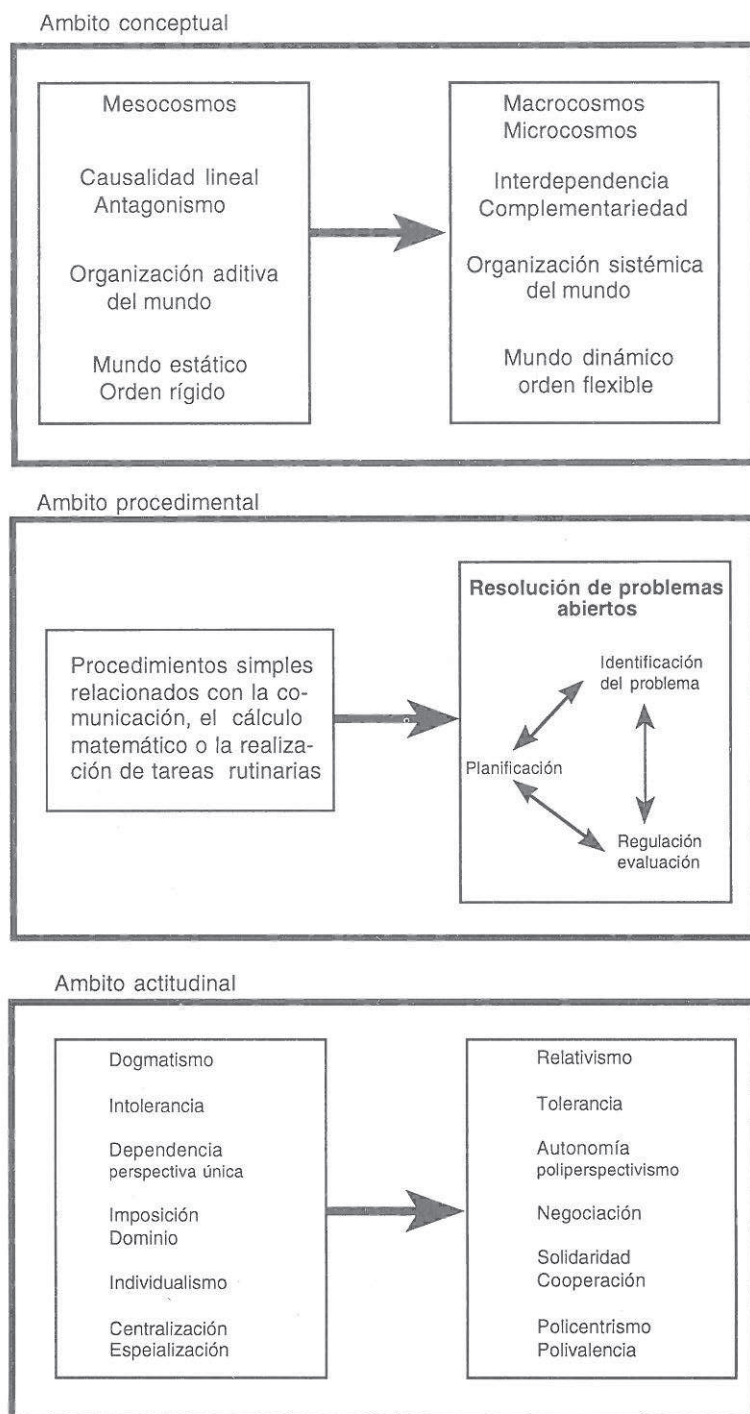 Ambito conceptual
Mesocosmos
Causalidad lineal
Antagonismo
Organización aditiva
del mundo
Mundo estático
Orden rígido
Macrocosmos
Microcosmos
Interdependencia
Complementariedad
Organización sistémica
del mundo
Mundo dinámico
orden flexible
Ambito procedimental
Procedimientos simples
relacionados con la co-
municación, el cálculo
matemático o la realiza-
ción de tareas rutinarias
Resolución de problemas
abiertos
Identificación
del problema
Planificación
Regulación
evaluación
Ambito actitudinal
Dogmatismo
Intolerancia
Dependencia
perspectiva única
Imposición
Dominio
Individualismo
Centralización
Espeialización
Relativismo
Tolerancia
Autonomía
poliperspectivismo
Negociación
Solidaridad
Cooperación
Policentrismo
Polivalencia